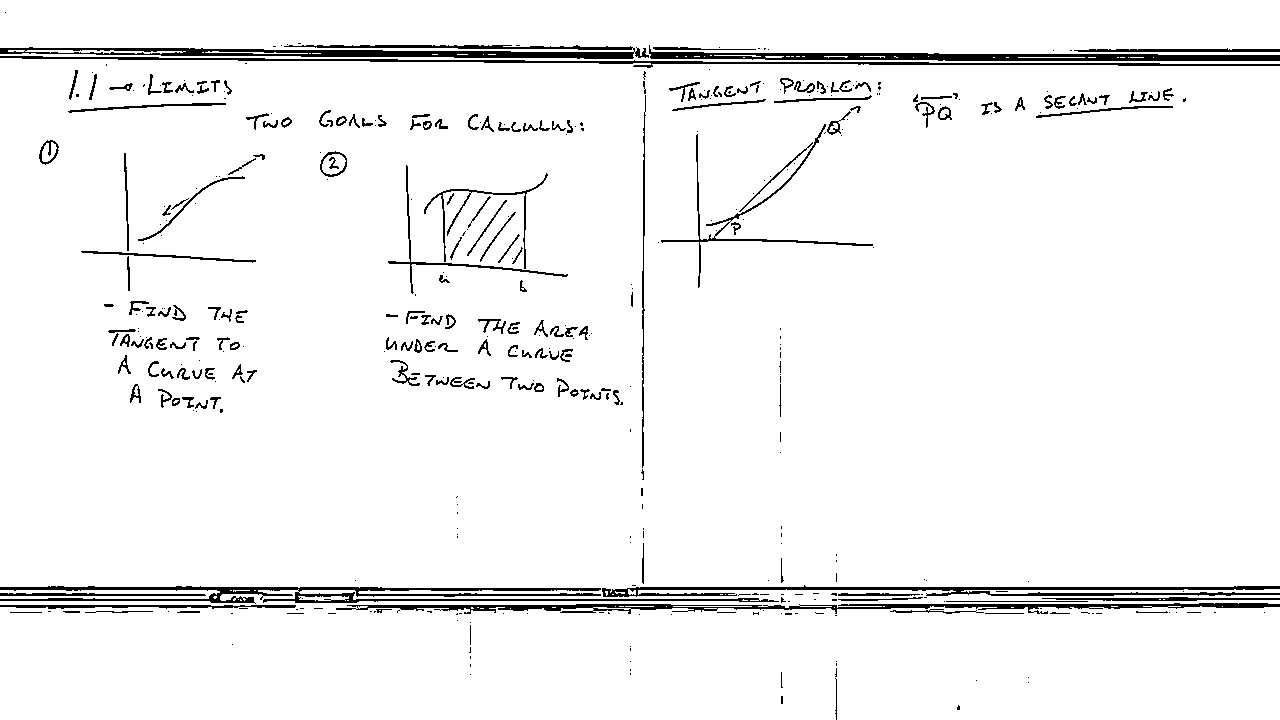 1.1 → LIMITS
TWO GOALS FOR CALCULUS:
①
②
a
b
- FIND THE
TANGENT TO
A CURVE AT
A POINT.
- FIND THE AREA
UNDER A CURVE
BETWEEN TWO POINTS.
TANGENT PROBLEM:
PQ IS A SECANT LINE.
Q
P